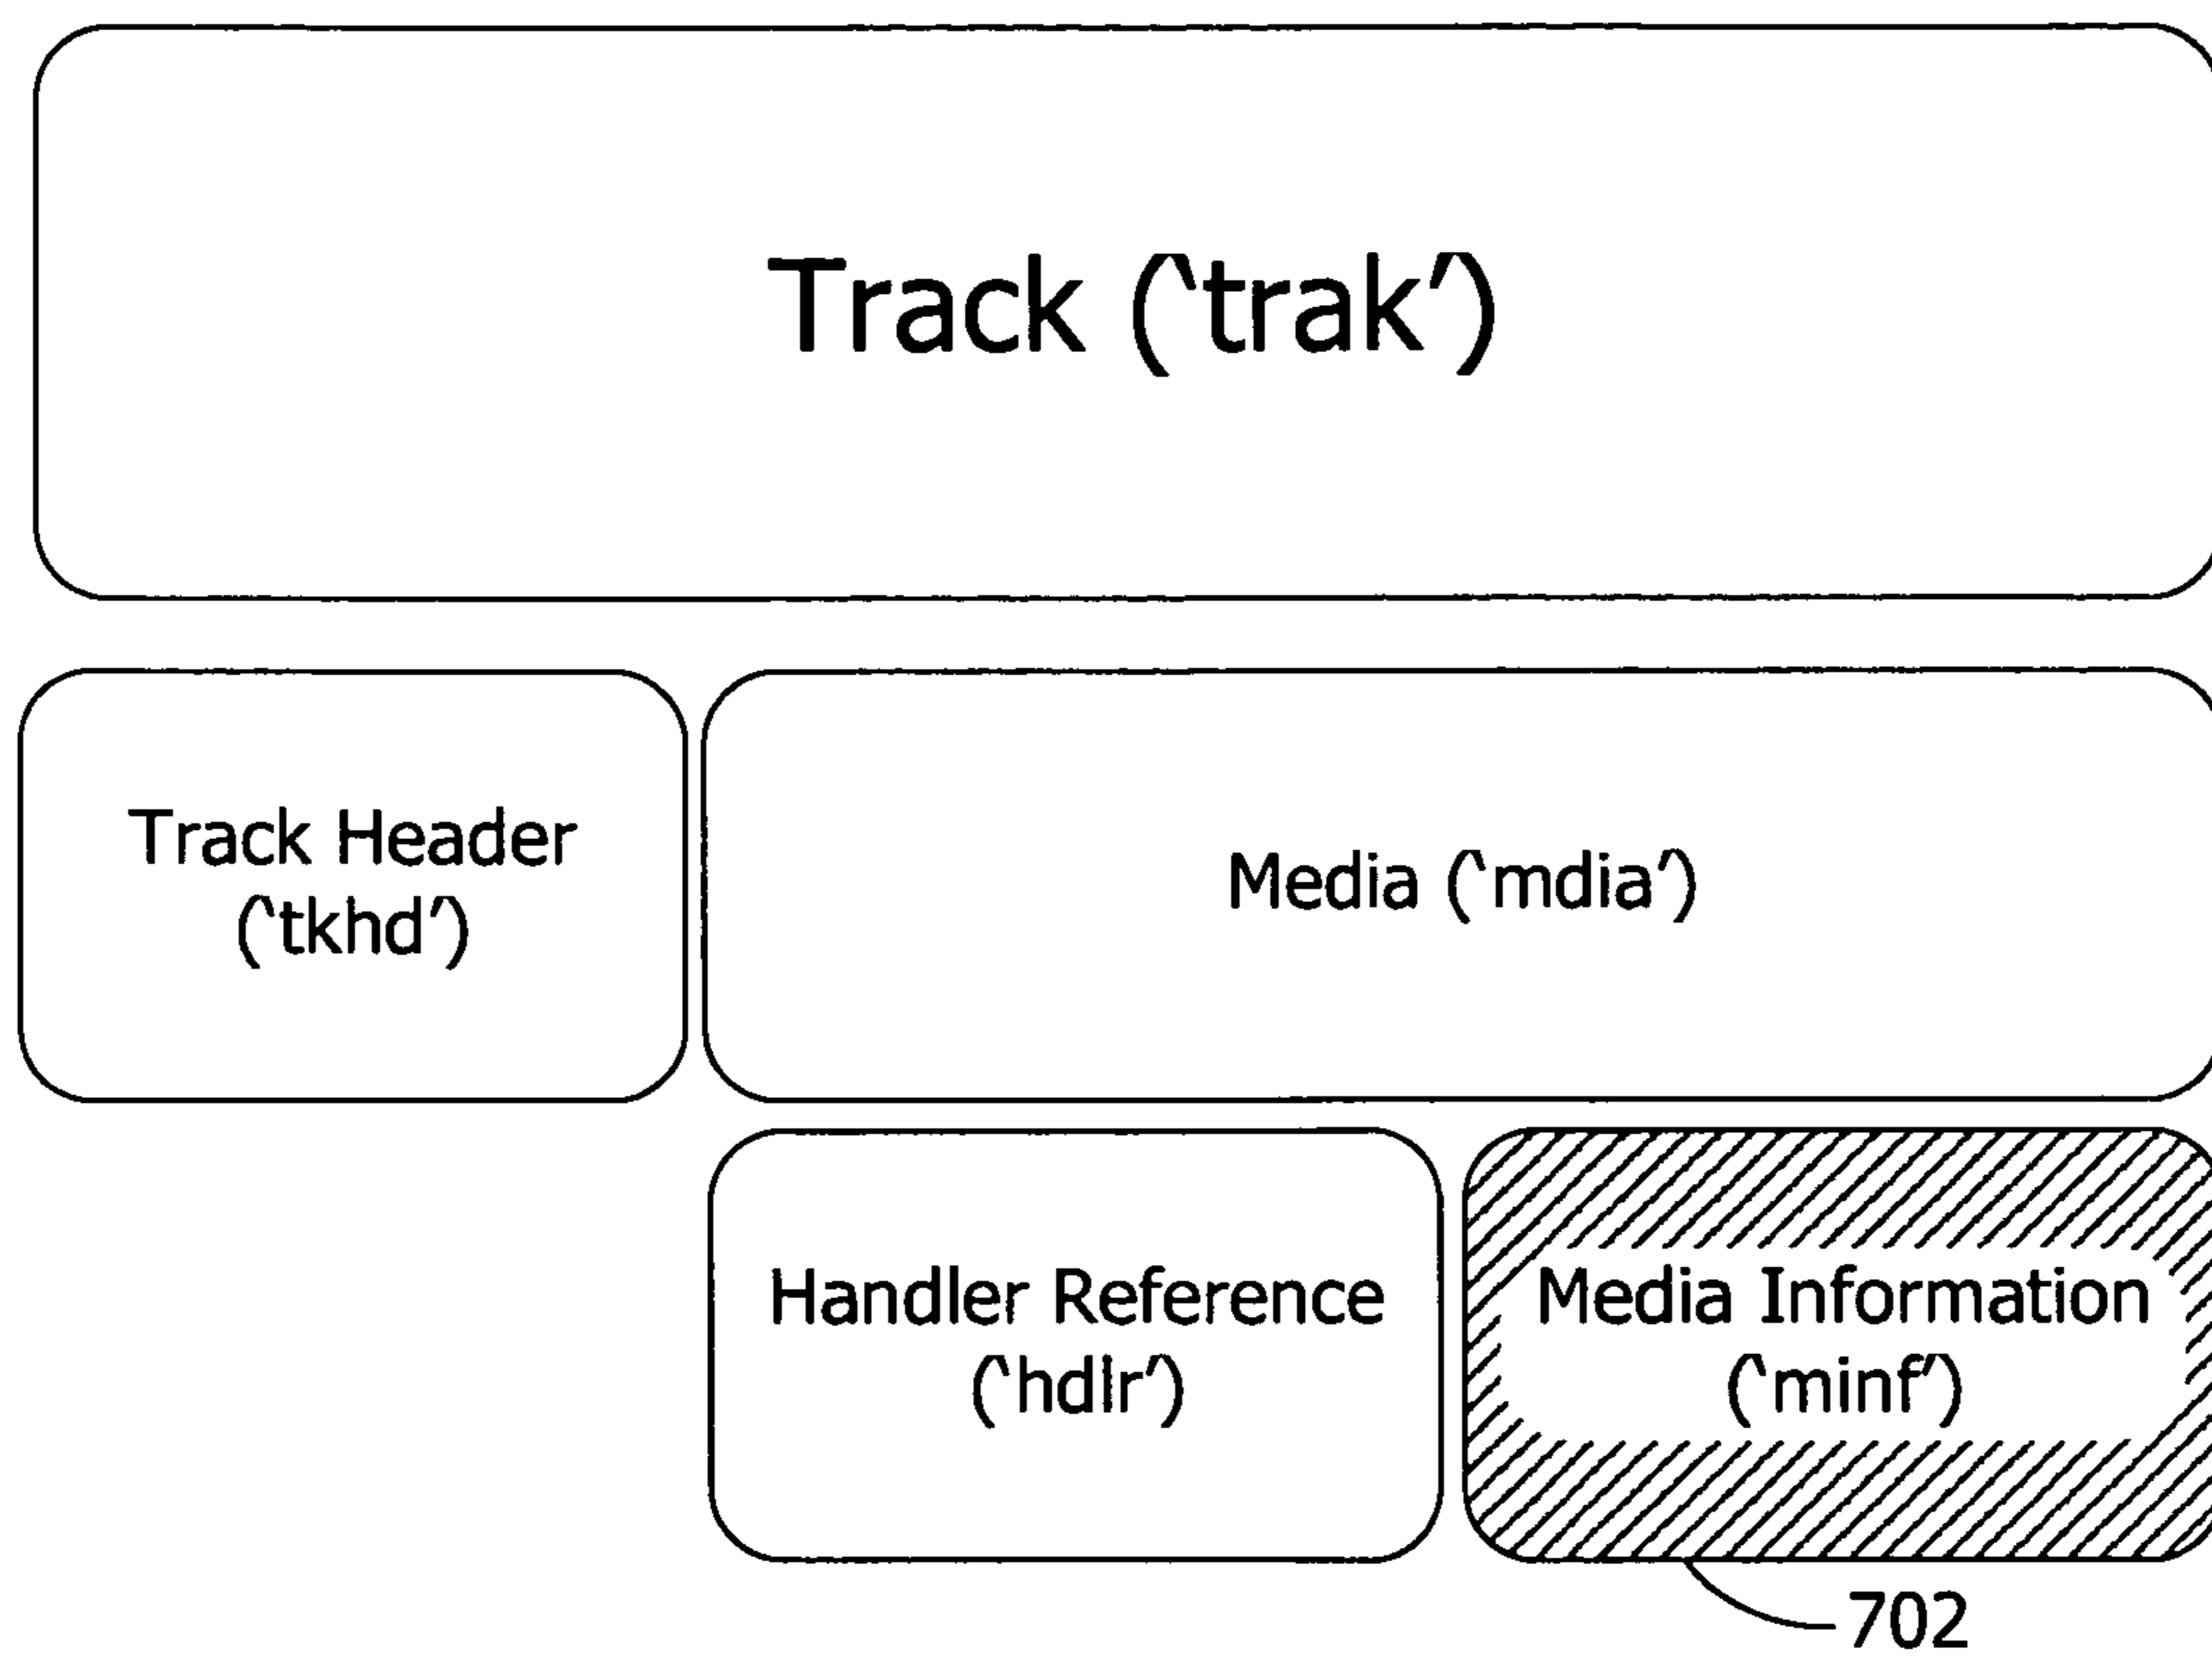 Track (‘trak’)
Track Header
(‘tkhd’)
Media (‘mdia’)
Handler Reference
(‘hdlr’)
Media Information
(‘minf’)
702